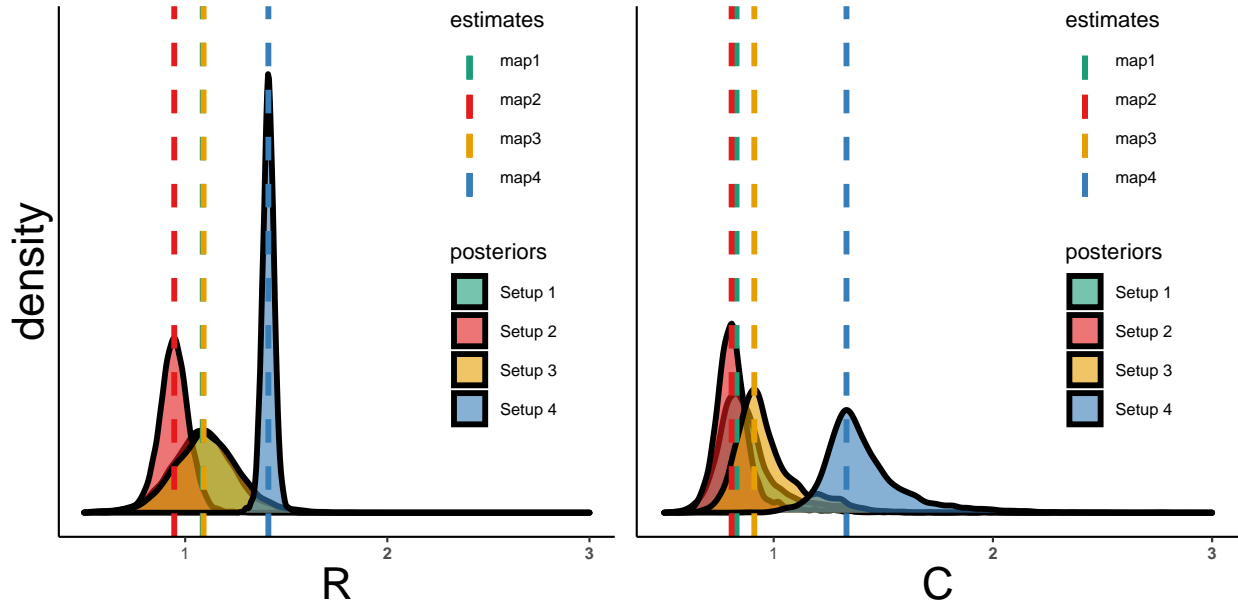 density
estimates
map1
map2
map3
map4
posteriors
Setup 1
Setup 2
Setup 3
Setup 4
1
2
3
R
estimates
map1
map2
map3
map4
posteriors
Setup 1
Setup 2
Setup 3
Setup 4
1
2
3
C